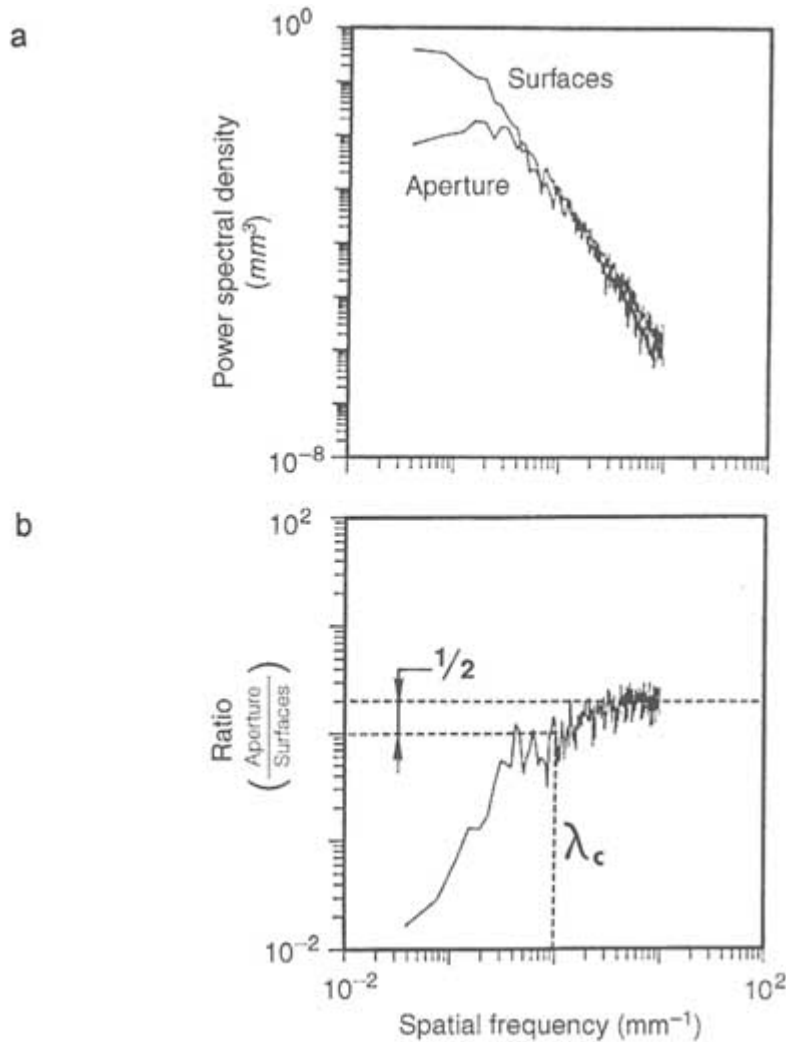 a
10⁰
Surfaces
Aperture
Power spectral density
(mm³)
10⁻⁸
b
10²
1/2
Ratio
(Aperture/Surfaces)
λc
10⁻²
10⁻²
10²
Spatial frequency (mm⁻¹)